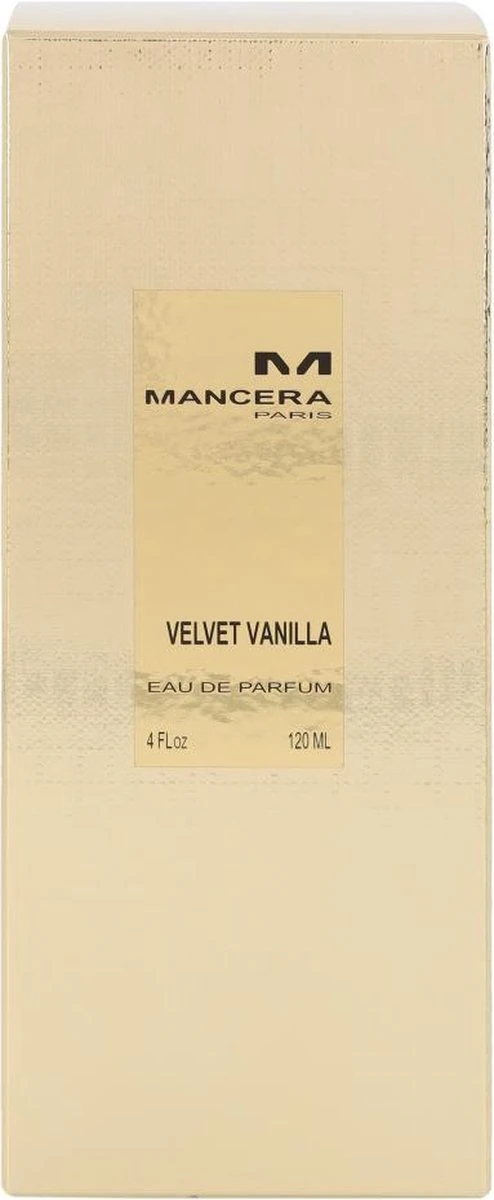 M
MANCERA
PARIS
VELVET VANILLA
EAU DE PARFUM
4 FLoz 120 ML